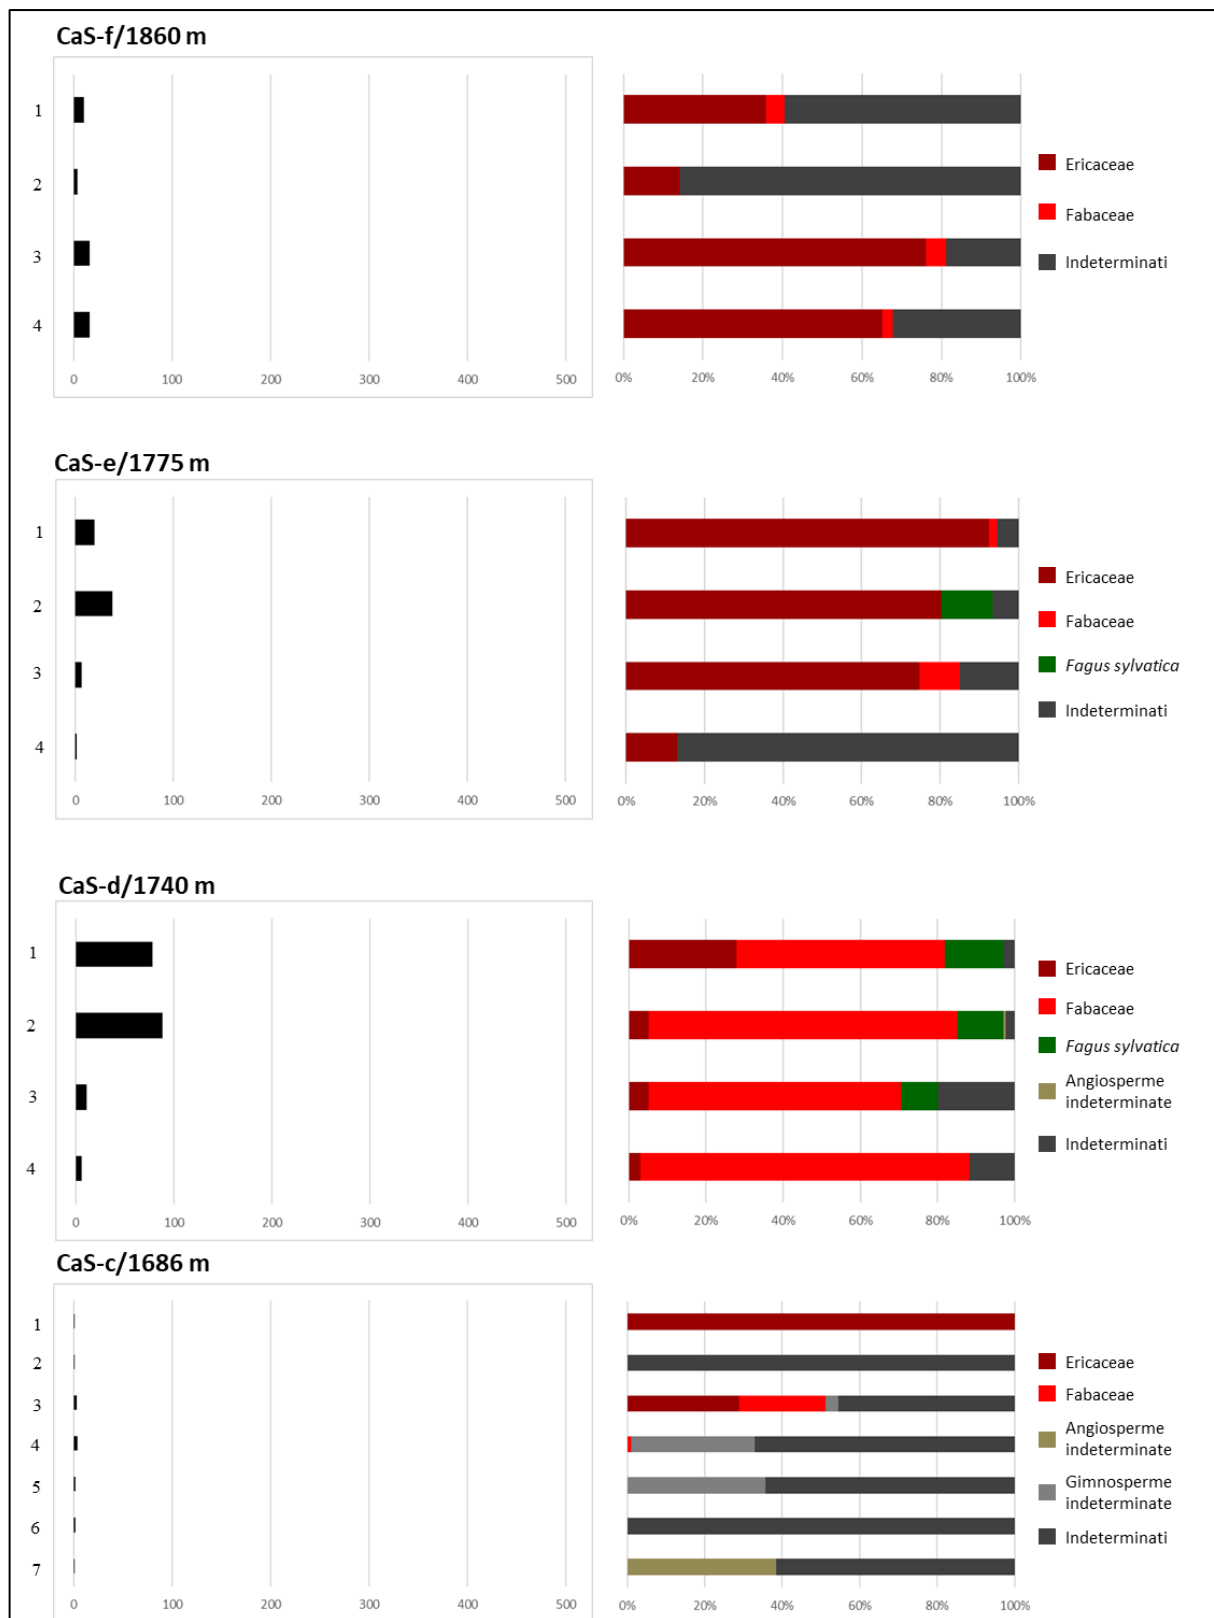 CaS-f/1860 m
1
2
3
4
0 100 200 300 400 500
0% 20% 40% 60% 80% 100%
Ericaceae
Fabaceae
Indeterminati
CaS-e/1775 m
1
2
3
4
0 100 200 300 400 500
0% 20% 40% 60% 80% 100%
Ericaceae
Fabaceae
Fagus sylvatica
Indeterminati
CaS-d/1740 m
1
2
3
4
0 100 200 300 400 500
0% 20% 40% 60% 80% 100%
Ericaceae
Fabaceae
Fagus sylvatica
Angiosperme
indeterminate
Indeterminati
CaS-c/1686 m
1
2
3
4
5
6
7
0 100 200 300 400 500
0% 20% 40% 60% 80% 100%
Ericaceae
Fabaceae
Angiosperme
indeterminate
Gimnosperme
indeterminate
Indeterminati